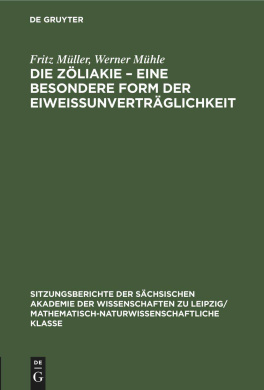 DE GRUYTER
Fritz Müller, Werner Mühle
DIE ZÖLIAKIE – EINE
BESONDERE FORM DER
EIWEISSUNVERTRÄGLICHKEIT
SITZUNGSBERICHTE DER SÄCHSISCHEN
AKADEMIE DER WISSENSCHAFTEN ZU LEIPZIG/
MATHEMATISCH-NATURWISSENSCHAFTLICHE
KLASSE
DE
G